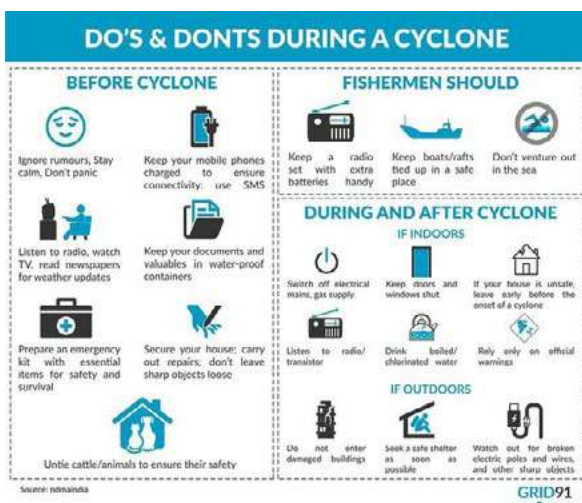 DO'S & DONTS DURING A CYCLONE
BEFORE CYCLONE
Ignore rumours, Stay
calm, Don't panic
Keep your mobile phones
charged to ensure
connectivity; use SMS
Listen to radio, watch
TV, read newspapers
for weather updates
Keep your documents and
valuables in water-proof
containers
Prepare an emergency
kit with essential
items for safety and
survival
Secure your house; carry
out repairs; don't leave
sharp objects loose
Untie cattle/animals to ensure their safety
FISHERMEN SHOULD
Keep a radio
set with extra
batteries handy
Keep boats/rafts
tied up in a safe
place
Don't venture out
in the sea
DURING AND AFTER CYCLONE
IF INDOORS
Switch off electrical
mains, gas supply
Keep doors and
windows shut
If your house is unsafe,
leave early before the
onset of a cyclone
Listen to radio/
transistor
Drink boiled/
chlorinated water
Rely only on official
warnings
IF OUTDOORS
Do not enter
damaged buildings
Seek a safe shelter
as soon as
possible
Watch out for broken
electric poles and wires,
and other sharp objects
Source: ndmaindia
GRID91